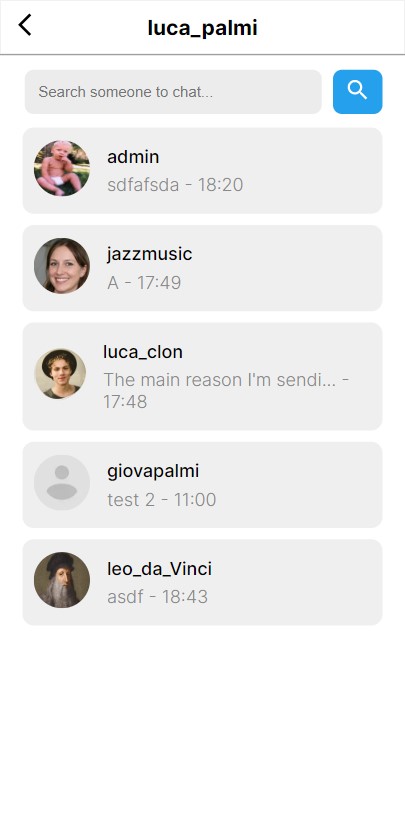 luca_palmi
Search someone to chat...
admin
sdfafsda - 18:20
jazzmusic
A - 17:49
luca_clon
The main reason I'm sendi... -
17:48
giovapalmi
test 2 - 11:00
leo_da_Vinci
asdf - 18:43